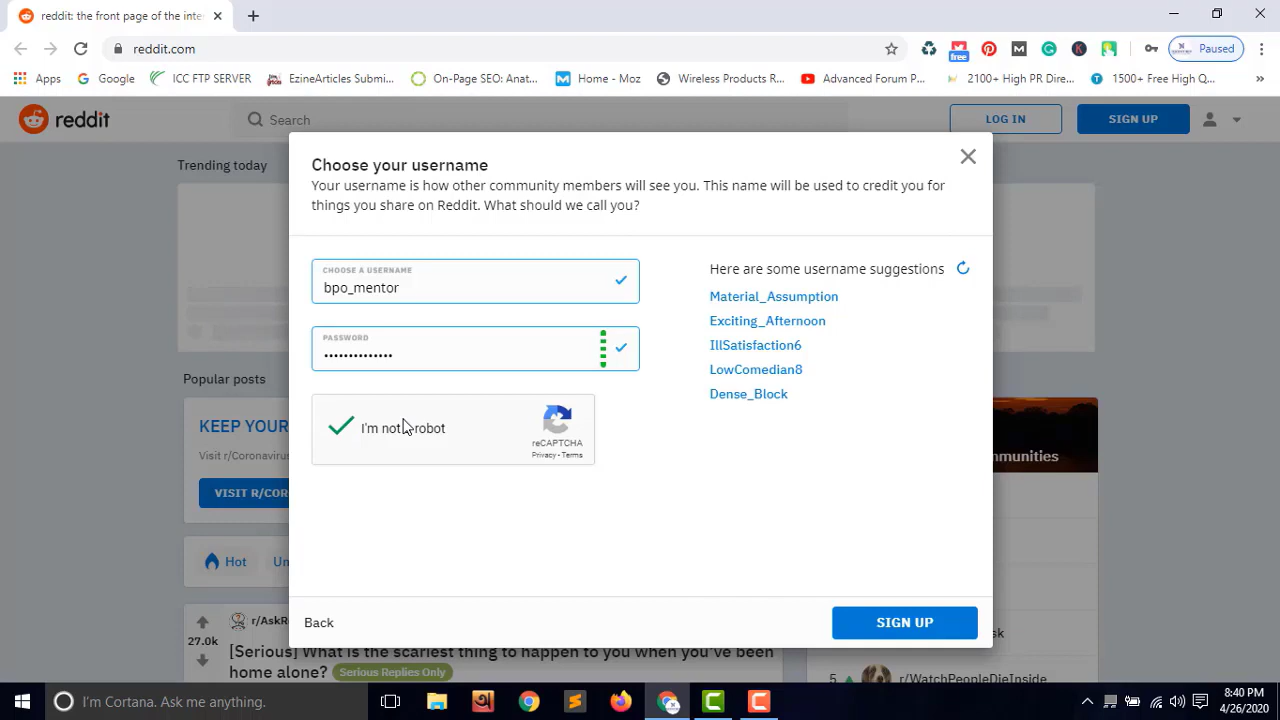 reddit: the front page of the inte
reddit.com
free
Paused
Apps
Google
ICC FTP SERVER
EzineArticles Submi...
On-Page SEO: Anat...
Home - Moz
Wireless Products R...
Advanced Forum P...
2100+ High PR Dire...
1500+ Free High Q...
reddit
Search
LOG IN
SIGN UP
Trending today
Choose your username
Your username is how other community members will see you. This name will be used to credit you for
things you share on Reddit. What should we call you?
CHOOSE A USERNAME
bpo_mentor
PASSWORD
••••••••••••••
I'm not robot
reCAPTCHA
Privacy - Terms
Here are some username suggestions
Material_Assumption
Exciting_Afternoon
IllSatisfaction6
LowComedian8
Dense_Block
Popular posts
KEEP YOUR
Visit r/Coronavirus
VISIT R/COR
mmunities
Hot
Back
SIGN UP
27.0k
r/AskR
[Serious] What is the scariest thing to happen to you when you've been
home alone?
Serious Replies Only
sk
5
r/WatchPeopleDieInside
I'm Cortana. Ask me anything.
8:40 PM
4/26/2020